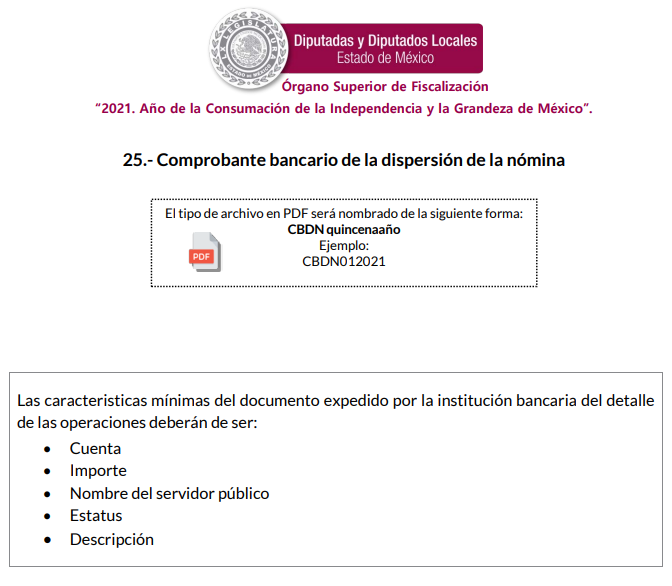 Diputadas y Diputados Locales
Estado de México
Órgano Superior de Fiscalización
"2021. Año de la Consumación de la Independencia y la Grandeza de México".
25.- Comprobante bancario de la dispersión de la nómina
El tipo de archivo en PDF será nombrado de la siguiente forma:
CBDN quincenaaño
Ejemplo:
CBDN012021
PDF
Las caracteristicas mínimas del documento expedido por la institución bancaria del detalle
de las operaciones deberán de ser:
• Cuenta
• Importe
• Nombre del servidor público
• Estatus
• Descripción